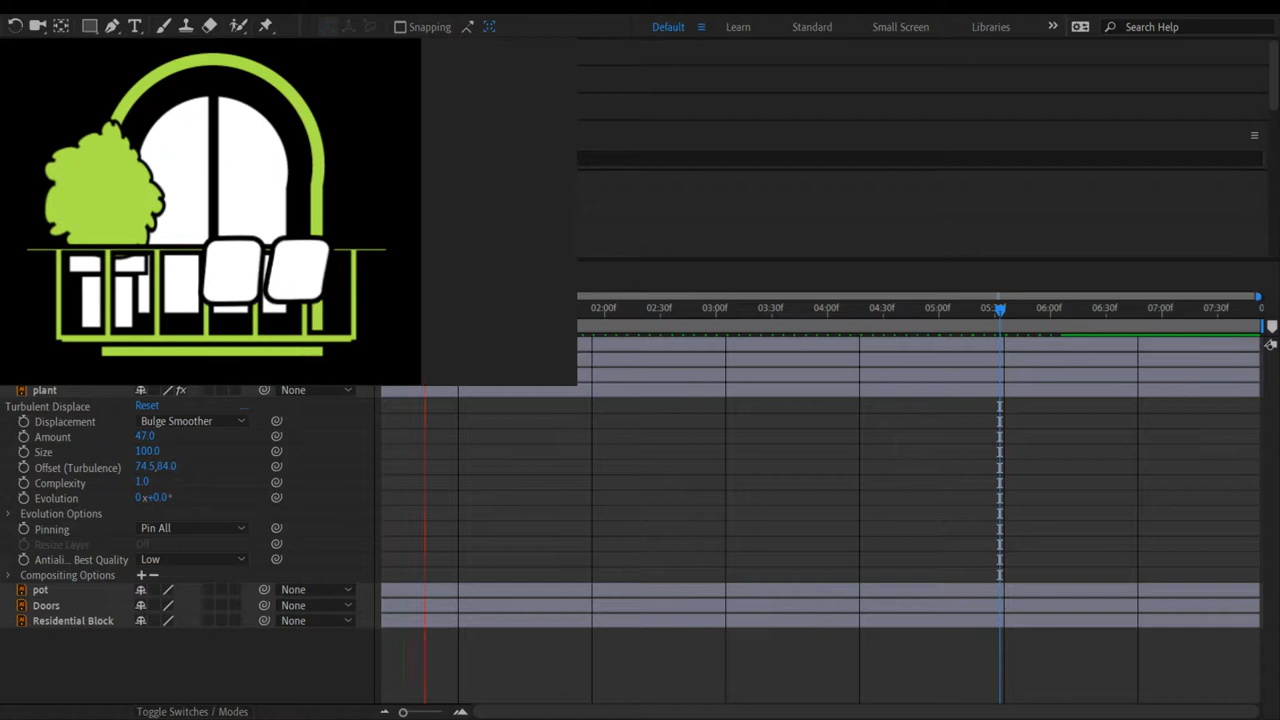 Snapping Default Learn Standard Small Screen Libraries Search Help
02:00f 02:30f 03:00f 03:30f 04:00f 04:30f 05:00f 05:30f 06:00f 06:30f 07:00f 07:30f
plant None
Turbulent Displace Reset
Displacement Bulge Smoother
Amount 47.0
Size 100.0
Offset (Turbulence) 74.5,84.0
Complexity 1.0
Evolution 0 x+0.0°
Evolution Options
Pinning Pin All
Resize Layer Off
Antiali... Best Quality Low
Compositing Options
pot None
Doors None
Residential Block None
Toggle Switches / Modes